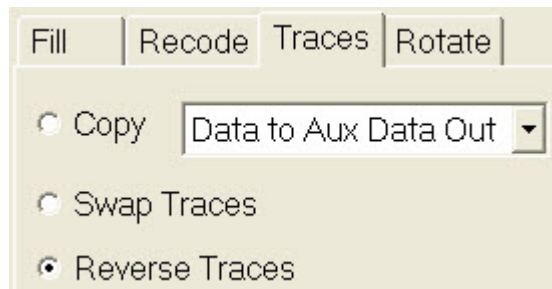 Fill Recode Traces Rotate
Copy Data to Aux Data Out
Swap Traces
Reverse Traces